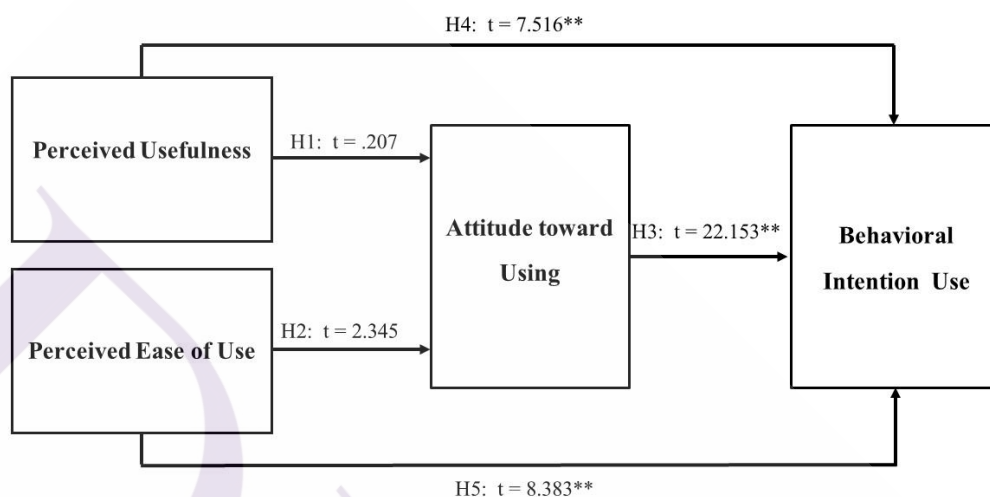 H4: t = 7.516**
Perceived Usefulness
H1: t = .207
Attitude toward
Using
H3: t = 22.153**
Behavioral
Intention Use
Perceived Ease of Use
H2: t = 2.345
H5: t = 8.383**